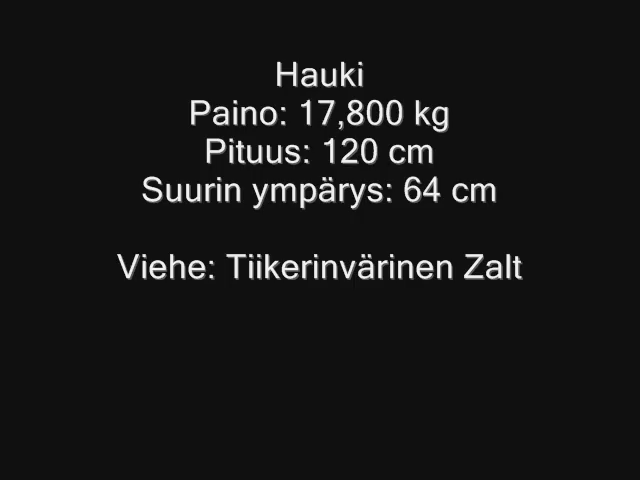 Hauki
Paino: 17,800 kg
Pituus: 120 cm
Suurin ympärys: 64 cm
Viehe: Tiikerinvärinen Zalt